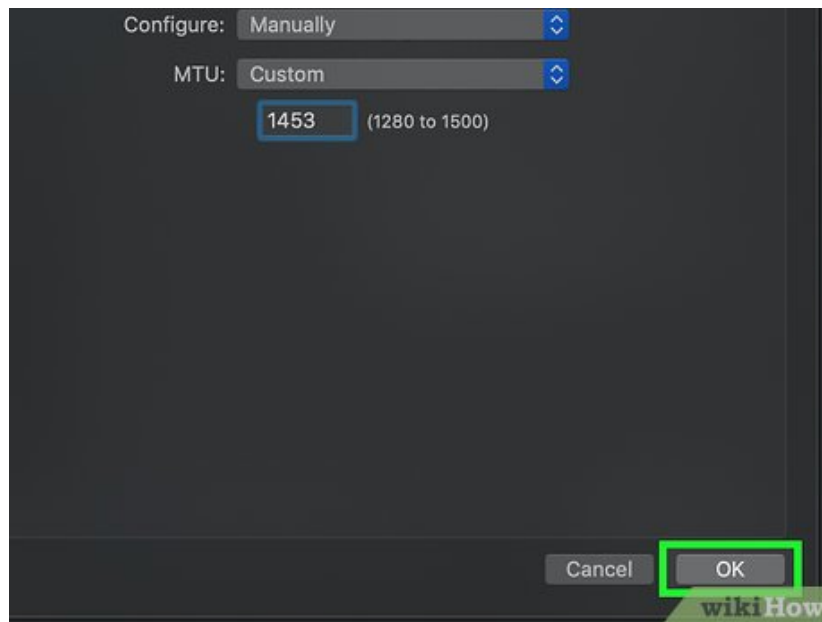 Configure: Manually
MTU: Custom
1453 (1280 to 1500)
Cancel OK
wikiHow